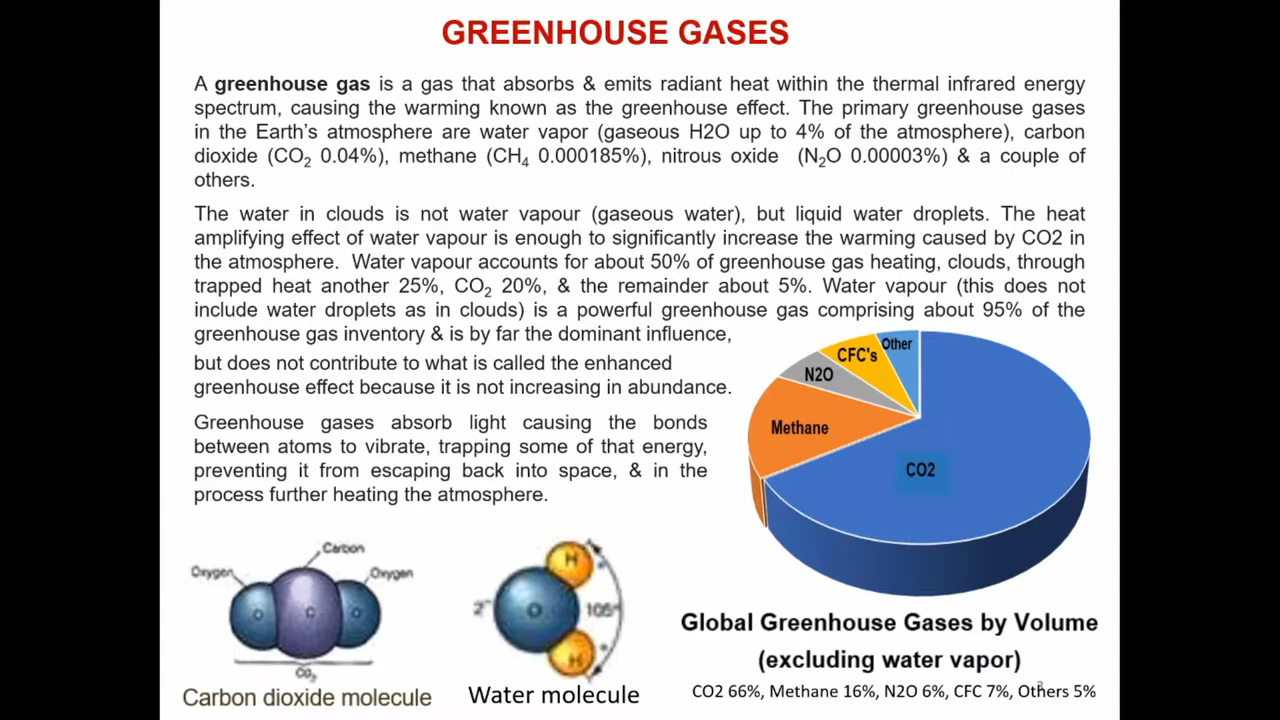 GREENHOUSE GASES
A greenhouse gas is a gas that absorbs & emits radiant heat within the thermal infrared energy
spectrum, causing the warming known as the greenhouse effect. The primary greenhouse gases
in the Earth's atmosphere are water vapor (gaseous H2O up to 4% of the atmosphere), carbon
dioxide (CO₂ 0.04%), methane (CH₄ 0.000185%), nitrous oxide (N₂O 0.00003%) & a couple of
others.
The water in clouds is not water vapour (gaseous water), but liquid water droplets. The heat
amplifying effect of water vapour is enough to significantly increase the warming caused by CO2 in
the atmosphere. Water vapour accounts for about 50% of greenhouse gas heating, clouds, through
trapped heat another 25%, CO₂ 20%, & the remainder about 5%. Water vapour (this does not
include water droplets as in clouds) is a powerful greenhouse gas comprising about 95% of the
greenhouse gas inventory & is by far the dominant influence,
but does not contribute to what is called the enhanced
greenhouse effect because it is not increasing in abundance.
Greenhouse gases absorb light causing the bonds
between atoms to vibrate, trapping some of that energy,
preventing it from escaping back into space, & in the
process further heating the atmosphere.
Other
CFC's
N2O
Methane
CO2
Carbon
Oxygen
Oxygen
O
C
O
CO₂
Carbon dioxide molecule
H
+
2⁻
O
105°
+
H
Water molecule
Global Greenhouse Gases by Volume
(excluding water vapor)
CO2 66%, Methane 16%, N2O 6%, CFC 7%, Others 5%